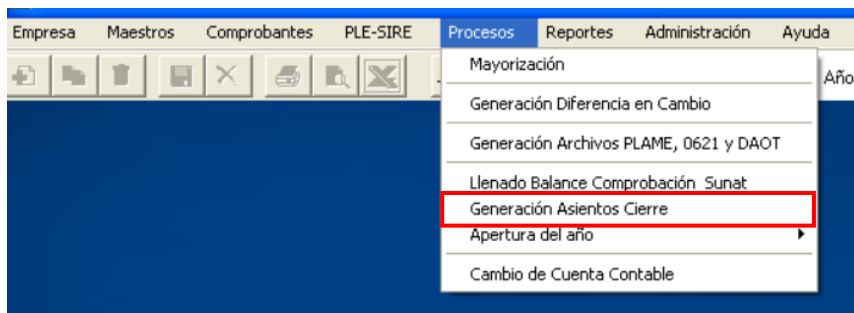 Empresa Maestros Comprobantes PLE-SIRE Procesos Reportes Administración Ayuda
Mayorización
Año
Generación Diferencia en Cambio
Generación Archivos PLAME, 0621 y DAOT
Llenado Balance Comprobación Sunat
Generación Asientos Cierre
Apertura del año
Cambio de Cuenta Contable